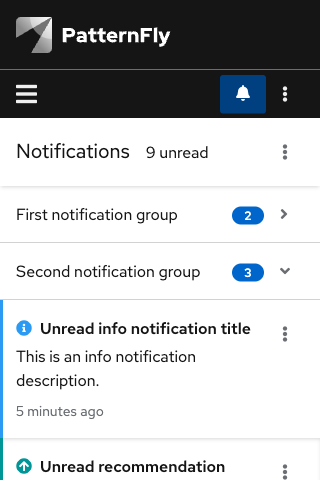 PatternFly
Notifications 9 unread
First notification group 2
Second notification group 3
Unread info notification title
This is an info notification
description.
5 minutes ago
Unread recommendation